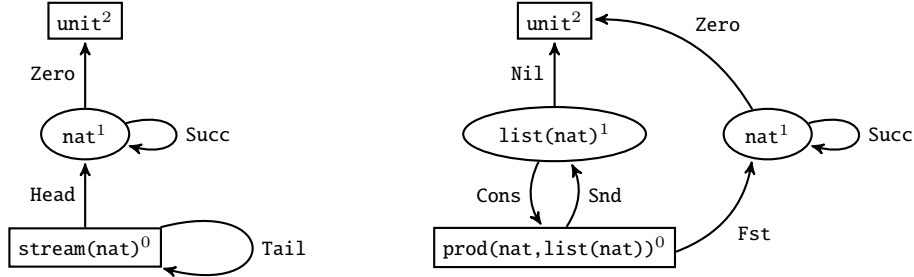 unit²
Zero
nat¹
Succ
Head
stream(nat)⁰
Tail
unit²
Zero
Nil
list(nat)¹
nat¹
Succ
Cons
Snd
Fst
prod(nat,list(nat))⁰